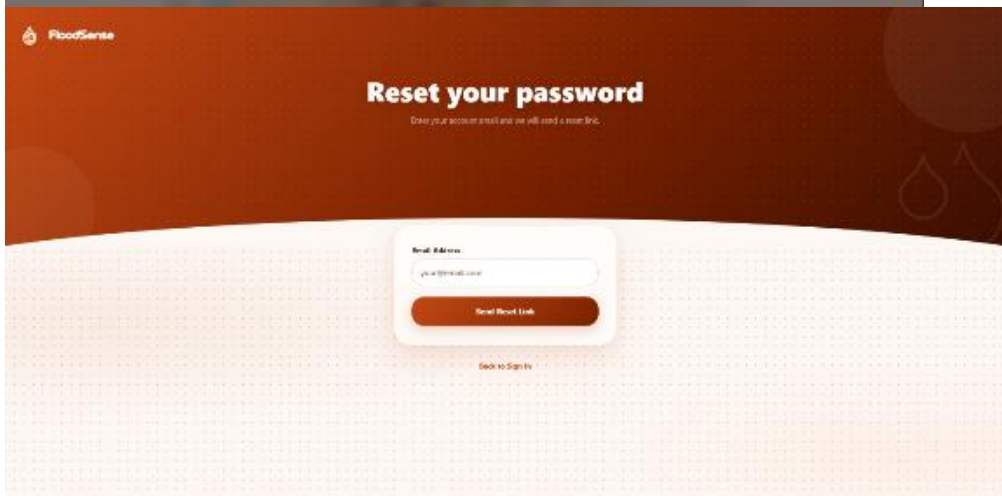 FloodSense
Reset your password
Enter your account email and we will send a reset link.
Email Address
your@email.com
Send Reset Link
Back to Sign In